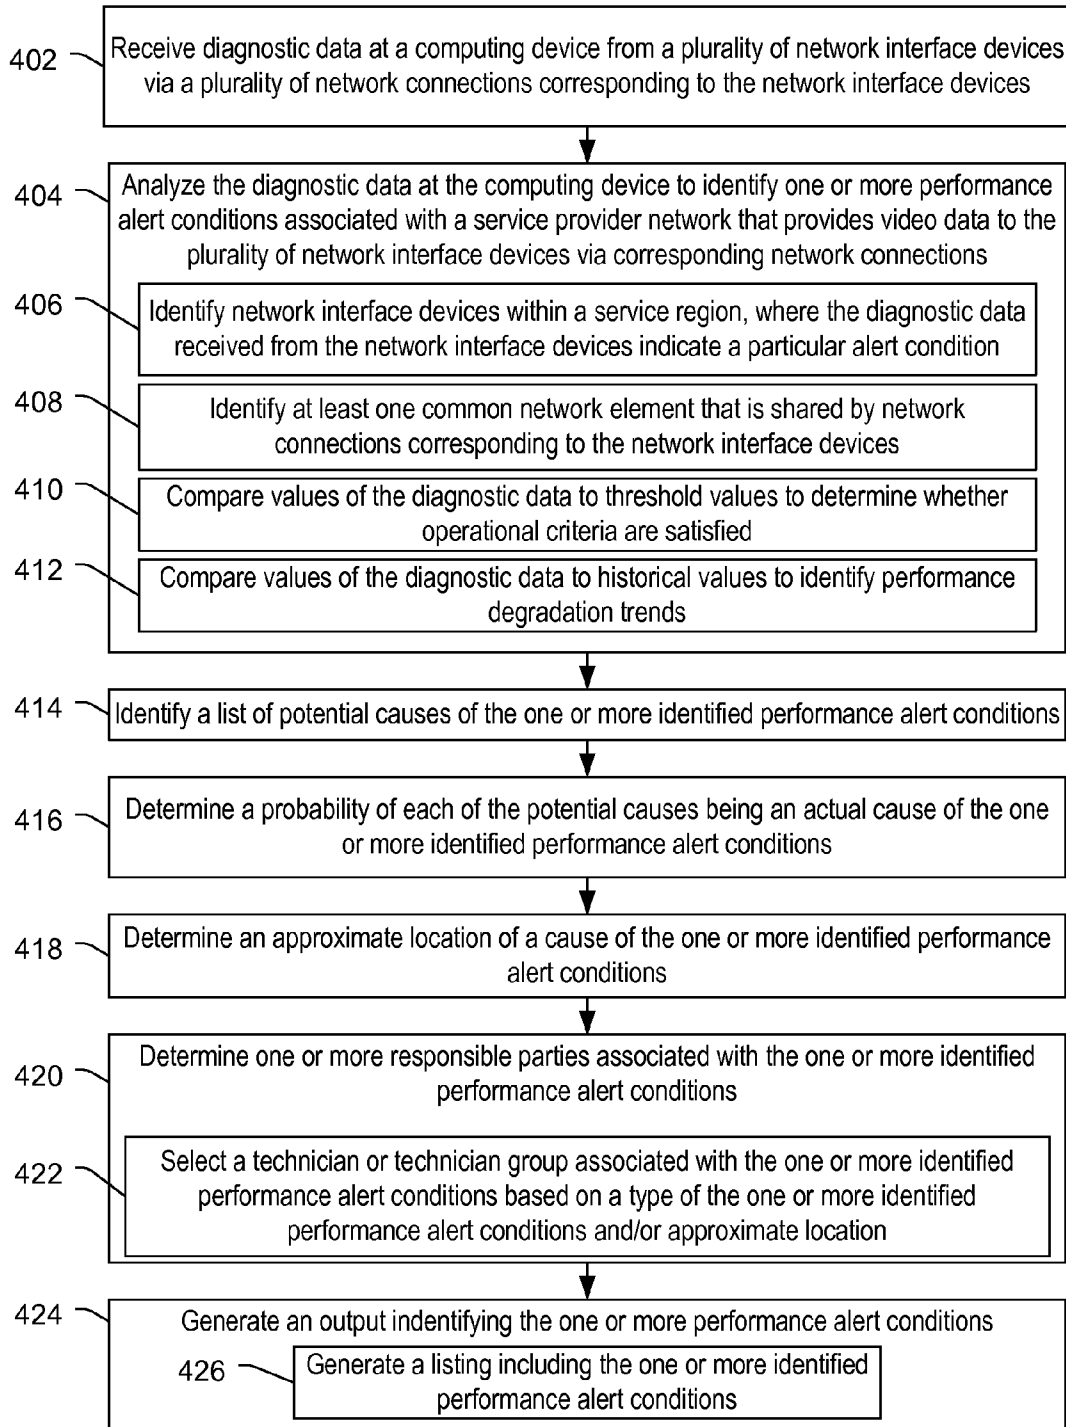 402
Receive diagnostic data at a computing device from a plurality of network interface devices
via a plurality of network connections corresponding to the network interface devices
404
Analyze the diagnostic data at the computing device to identify one or more performance
alert conditions associated with a service provider network that provides video data to the
plurality of network interface devices via corresponding network connections
406
Identify network interface devices within a service region, where the diagnostic data
received from the network interface devices indicate a particular alert condition
408
Identify at least one common network element that is shared by network
connections corresponding to the network interface devices
410
Compare values of the diagnostic data to threshold values to determine whether
operational criteria are satisfied
412
Compare values of the diagnostic data to historical values to identify performance
degradation trends
414
Identify a list of potential causes of the one or more identified performance alert conditions
416
Determine a probability of each of the potential causes being an actual cause of the one
or more identified performance alert conditions
418
Determine an approximate location of a cause of the one or more identified performance
alert conditions
420
Determine one or more responsible parties associated with the one or more identified
performance alert conditions
422
Select a technician or technician group associated with the one or more identified
performance alert conditions based on a type of the one or more identified
performance alert conditions and/or approximate location
424
Generate an output indentifying the one or more performance alert conditions
426
Generate a listing including the one or more identified
performance alert conditions